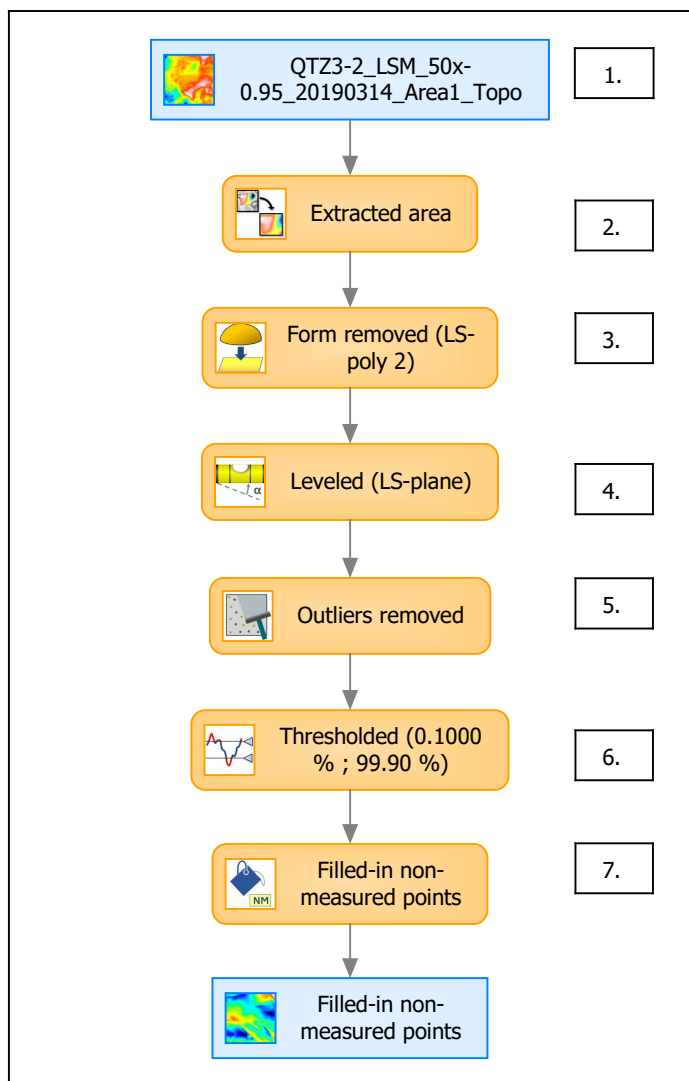 QTZ3-2_LSM_50x-
0.95_20190314_Area1_Topo
1.
Extracted area
2.
Form removed (LS-
poly 2)
3.
α
Leveled (LS-plane)
4.
Outliers removed
5.
Thresholded (0.1000
% ; 99.90 %)
6.
NM
Filled-in non-
measured points
7.
Filled-in non-
measured points